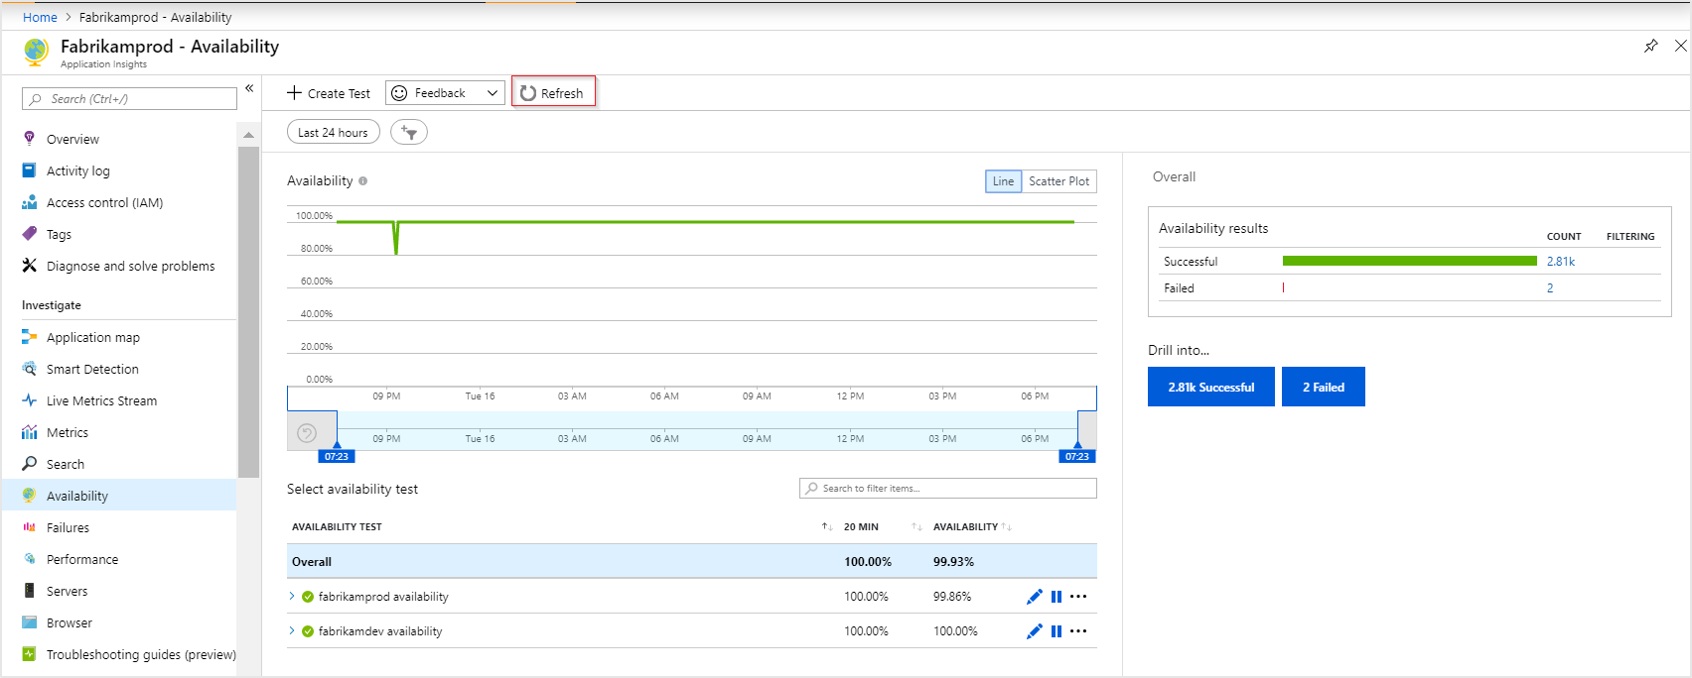 Home > Fabrikamprod - Availability
Fabrikamprod - Availability
Application Insights
Search (Ctrl+/)
«
Overview
Activity log
Access control (IAM)
Tags
Diagnose and solve problems
Investigate
Application map
Smart Detection
Live Metrics Stream
Metrics
Search
Availability
Failures
Performance
Servers
Browser
Troubleshooting guides (preview)
Create Test
Feedback
Refresh
Last 24 hours
Availability
Line
Scatter Plot
100.00%
80.00%
60.00%
40.00%
20.00%
0.00%
09 PM Tue 16 03 AM 06 AM 09 AM 12 PM 03 PM 06 PM
09 PM Tue 16 03 AM 06 AM 09 AM 12 PM 03 PM 06 PM
07:23 07:23
Select availability test
Search to filter items...
AVAILABILITY TEST 20 MIN AVAILABILITY
Overall 100.00% 99.93%
fabrikamprod availability 100.00% 99.86%
fabrikamdev availability 100.00% 100.00%
Overall
Availability results
COUNT FILTERING
Successful 2.81k
Failed 2
Drill into...
2.81k Successful
2 Failed